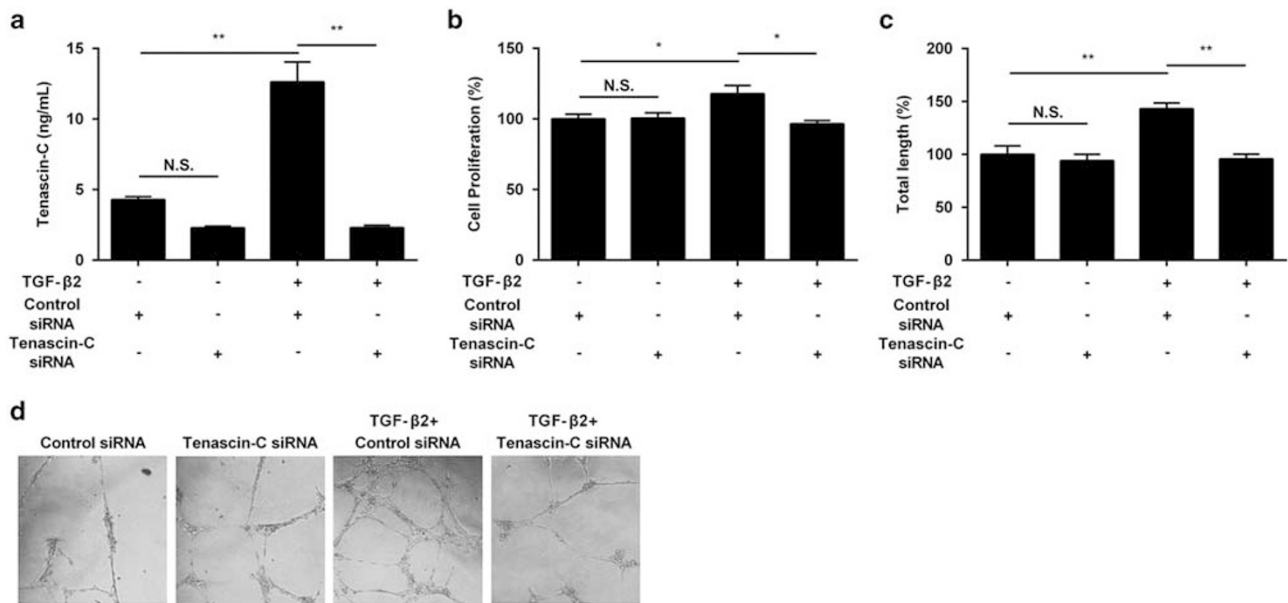 a
**
**
N.S.
15
10
5
0
Tenascin-C (ng/mL)
TGF-β2 - - + +
Control siRNA + - + -
Tenascin-C siRNA - + - +
b
*
*
N.S.
150
100
50
0
Cell Proliferation (%)
TGF-β2 - - + +
Control siRNA + - + -
Tenascin-C siRNA - + - +
c
**
**
N.S.
200
150
100
50
0
Total length (%)
TGF-β2 - - + +
Control siRNA + - + -
Tenascin-C siRNA - + - +
d
Control siRNA
Tenascin-C siRNA
TGF-β2+
Control siRNA
TGF-β2+
Tenascin-C siRNA